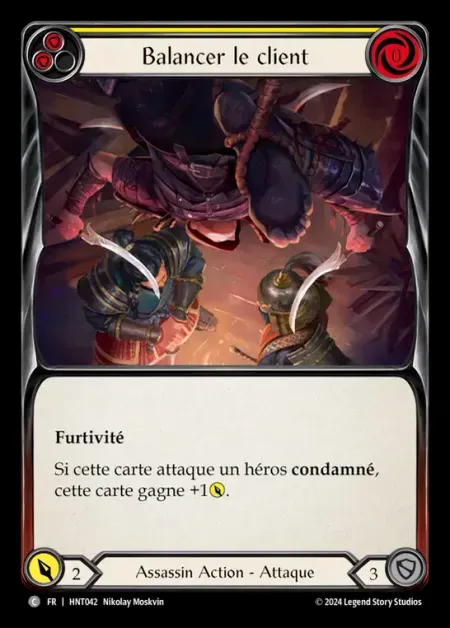 Balancer le client
0
Furtivité
Si cette carte attaque un héros condamné,
cette carte gagne +1.
2
Assassin Action - Attaque
3
C FR | HNT042 Nikolay Moskvin
© 2024 Legend Story Studios